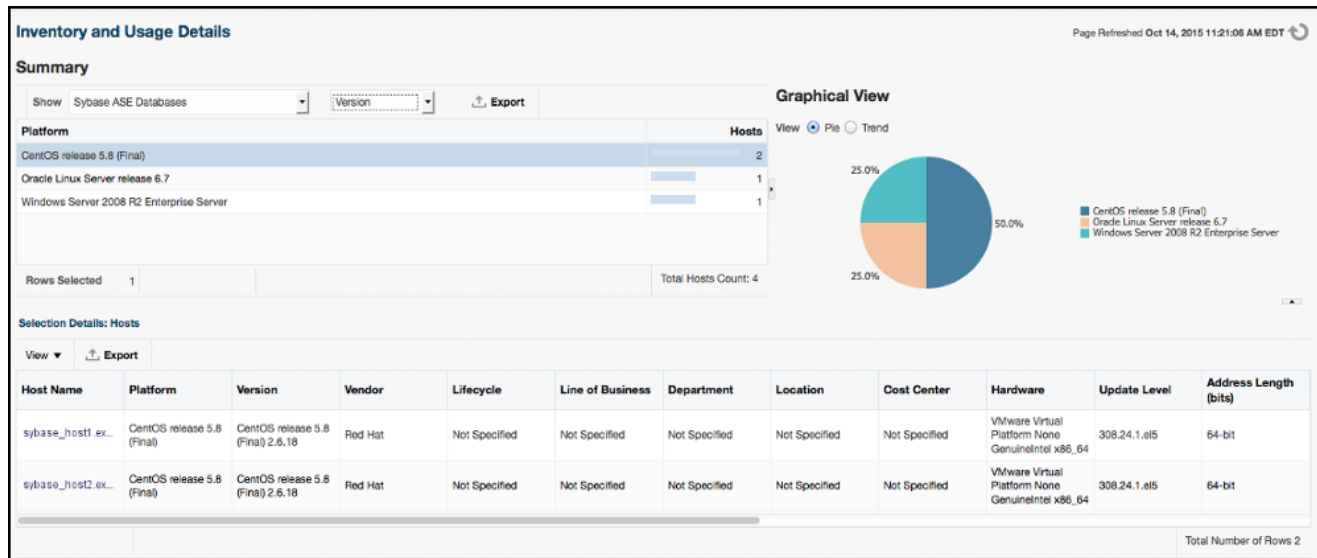 Inventory and Usage Details
Page Refreshed Oct 14, 2015 11:21:06 AM EDT
Summary
Show Sybase ASE Databases Version Export
Platform Hosts
CentOS release 5.8 (Final) 2
Oracle Linux Server release 6.7 1
Windows Server 2008 R2 Enterprise Server 1
Rows Selected 1 Total Hosts Count: 4
Graphical View
View Pie Trend
25.0%
50.0%
25.0%
CentOS release 5.8 (Final)
Oracle Linux Server release 6.7
Windows Server 2008 R2 Enterprise Server
Selection Details: Hosts
View Export
Host Name Platform Version Vendor Lifecycle Line of Business Department Location Cost Center Hardware Update Level Address Length (bits)
sybase_host1.ex... CentOS release 5.8 (Final) CentOS release 5.8 (Final) 2.6.18 Red Hat Not Specified Not Specified Not Specified Not Specified Not Specified VMware Virtual Platform None GenuineIntel x86_64 308.24.1.el5 64-bit
sybase_host2.ex... CentOS release 5.8 (Final) CentOS release 5.8 (Final) 2.6.18 Red Hat Not Specified Not Specified Not Specified Not Specified Not Specified VMware Virtual Platform None GenuineIntel x86_64 308.24.1.el5 64-bit
Total Number of Rows 2